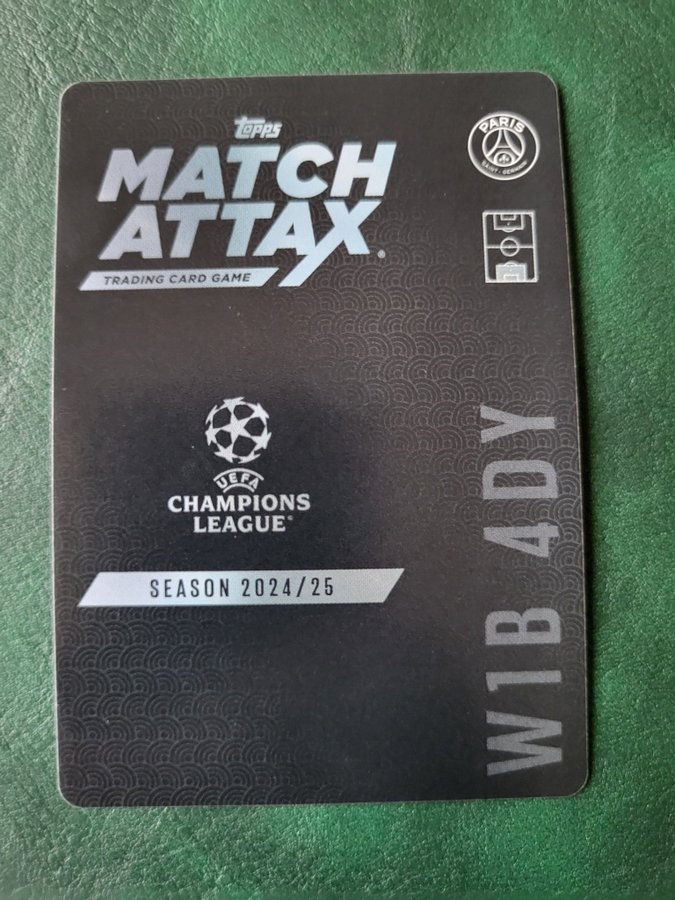 Topps
MATCH
ATTAX®
TRADING CARD GAME
PARIS
SAINT-GERMAIN
UEFA
CHAMPIONS
LEAGUE®
SEASON 2024/25
W1B 4DY